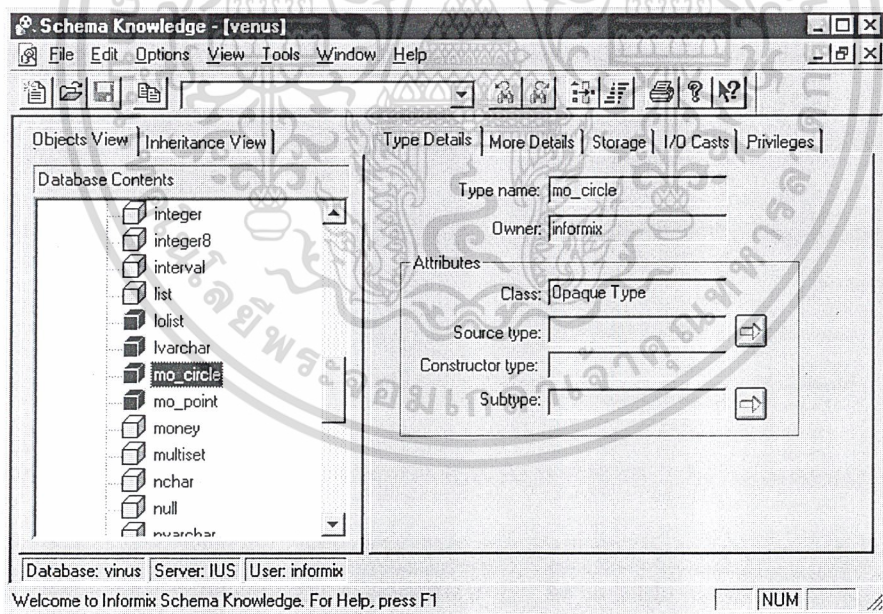 Schema Knowledge - [venus]
File Edit Options View Tools Window Help
Objects View Inheritance View
Type Details More Details Storage I/O Casts Privileges
Database Contents
integer
integer8
interval
list
lolist
lvarchar
mo_circle
mo_point
money
multiset
nchar
null
nvarchar
Type name: mo_circle
Owner: informix
Attributes
Class: Opaque Type
Source type:
Constructor type:
Subtype:
Database: vinus Server: IUS User: informix
Welcome to Informix Schema Knowledge. For Help, press F1
NUM